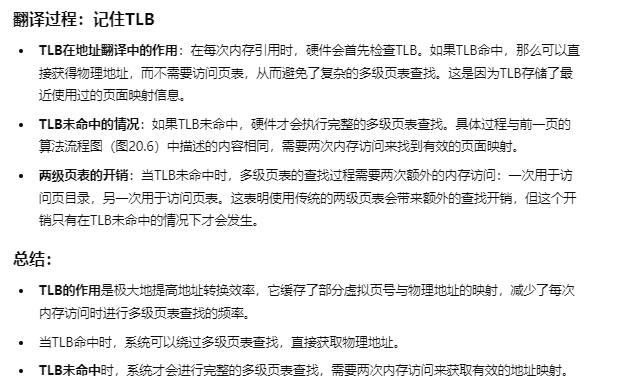 翻译过程：记住TLB
TLB在地址翻译中的作用：在每次内存引用时，硬件会首先检查TLB。如果TLB命中，那么可以直
接获得物理地址，而不需要访问页表，从而避免了复杂的多级页表查找。这是因为TLB存储了最
近使用过的页面映射信息。
TLB未命中的情况：如果TLB未命中，硬件才会执行完整的多级页表查找。具体过程与前一页的
算法流程图（图20.6）中描述的内容相同，需要两次内存访问来找到有效的页面映射。
两级页表的开销：当TLB未命中时，多级页表的查找过程需要两次额外的内存访问：一次用于访
问页目录，另一次用于访问页表。这表明使用传统的两级页表会带来额外的查找开销，但这个开
销只有在TLB未命中的情况下才会发生。
总结：
TLB的作用是极大地提高地址转换效率，它缓存了部分虚拟页号与物理地址的映射，减少了每次
内存访问时进行多级页表查找的频率。
当TLB命中时，系统可以绕过多级页表查找，直接获取物理地址。
TLB未命中时，系统才会进行完整的多级页表查找，需要两次内存访问来获取有效的地址映射。